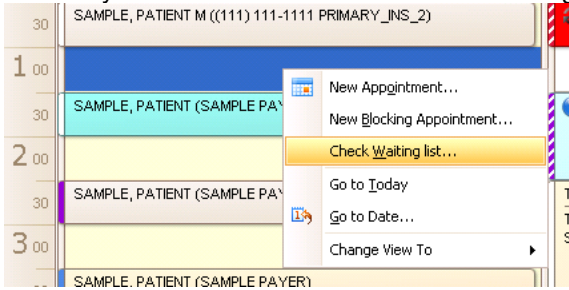 30 SAMPLE, PATIENT M ((111) 111-1111 PRIMARY_INS_2)
1 00
New Appointment...
30 SAMPLE, PATIENT (SAMPLE PAY
New Blocking Appointment...
2 00
Check Waiting list...
Go to Today
30 SAMPLE, PATIENT (SAMPLE PAY
Go to Date...
3 00
Change View To
SAMPLE, PATIENT (SAMPLE PAYER)